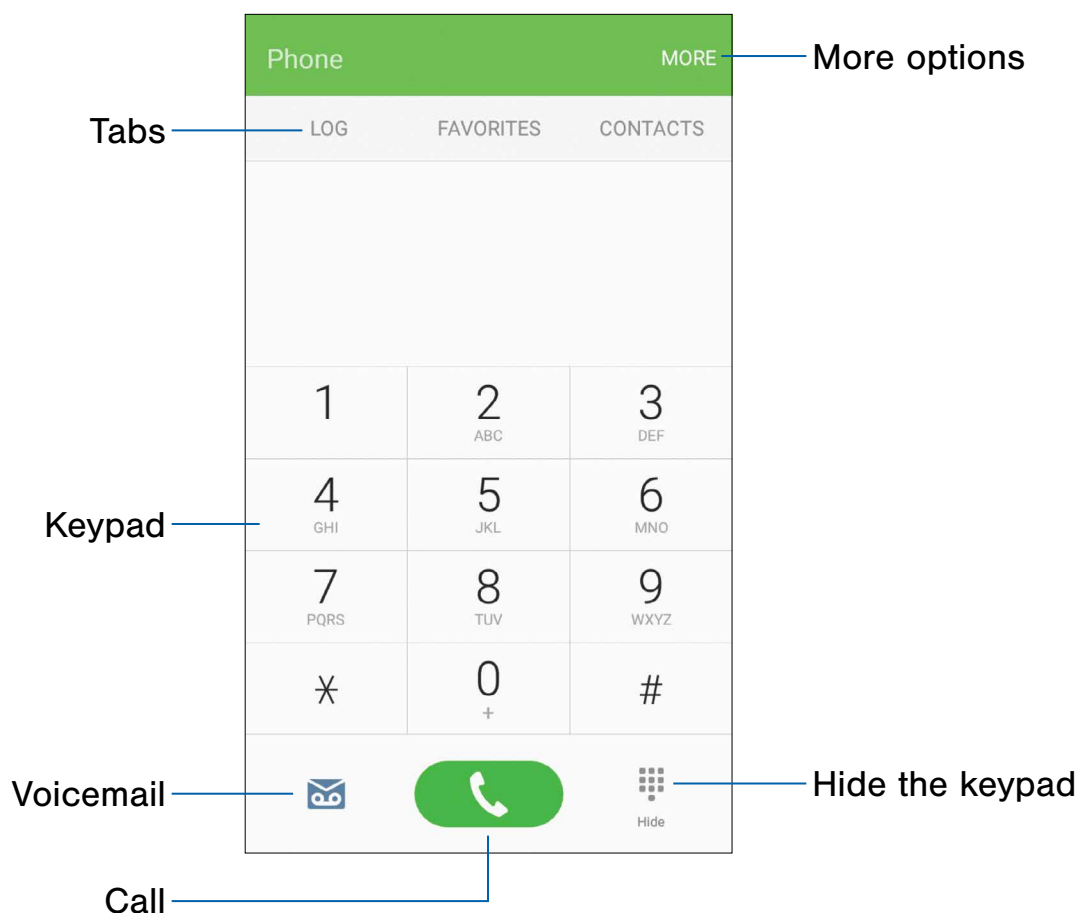 Phone MORE More options
Tabs LOG FAVORITES CONTACTS
1 2 3
ABC DEF
Keypad 4 5 6
GHI JKL MNO
7 8 9
PQRS TUV WXYZ
* 0 #
+
Voicemail Hide the keypad
Hide
Call